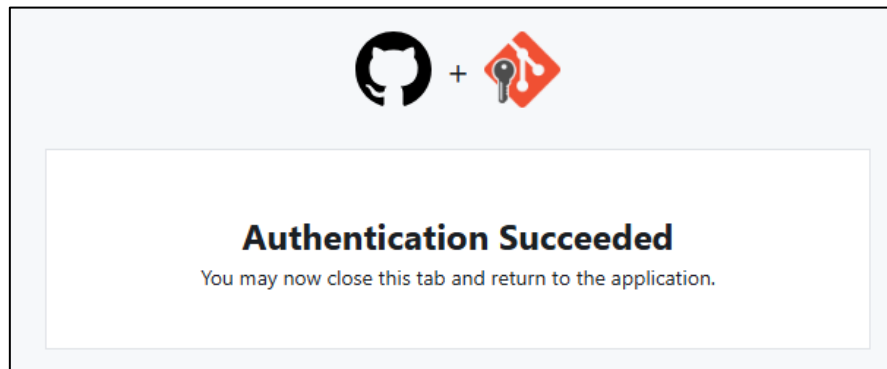 +
Authentication Succeeded
You may now close this tab and return to the application.